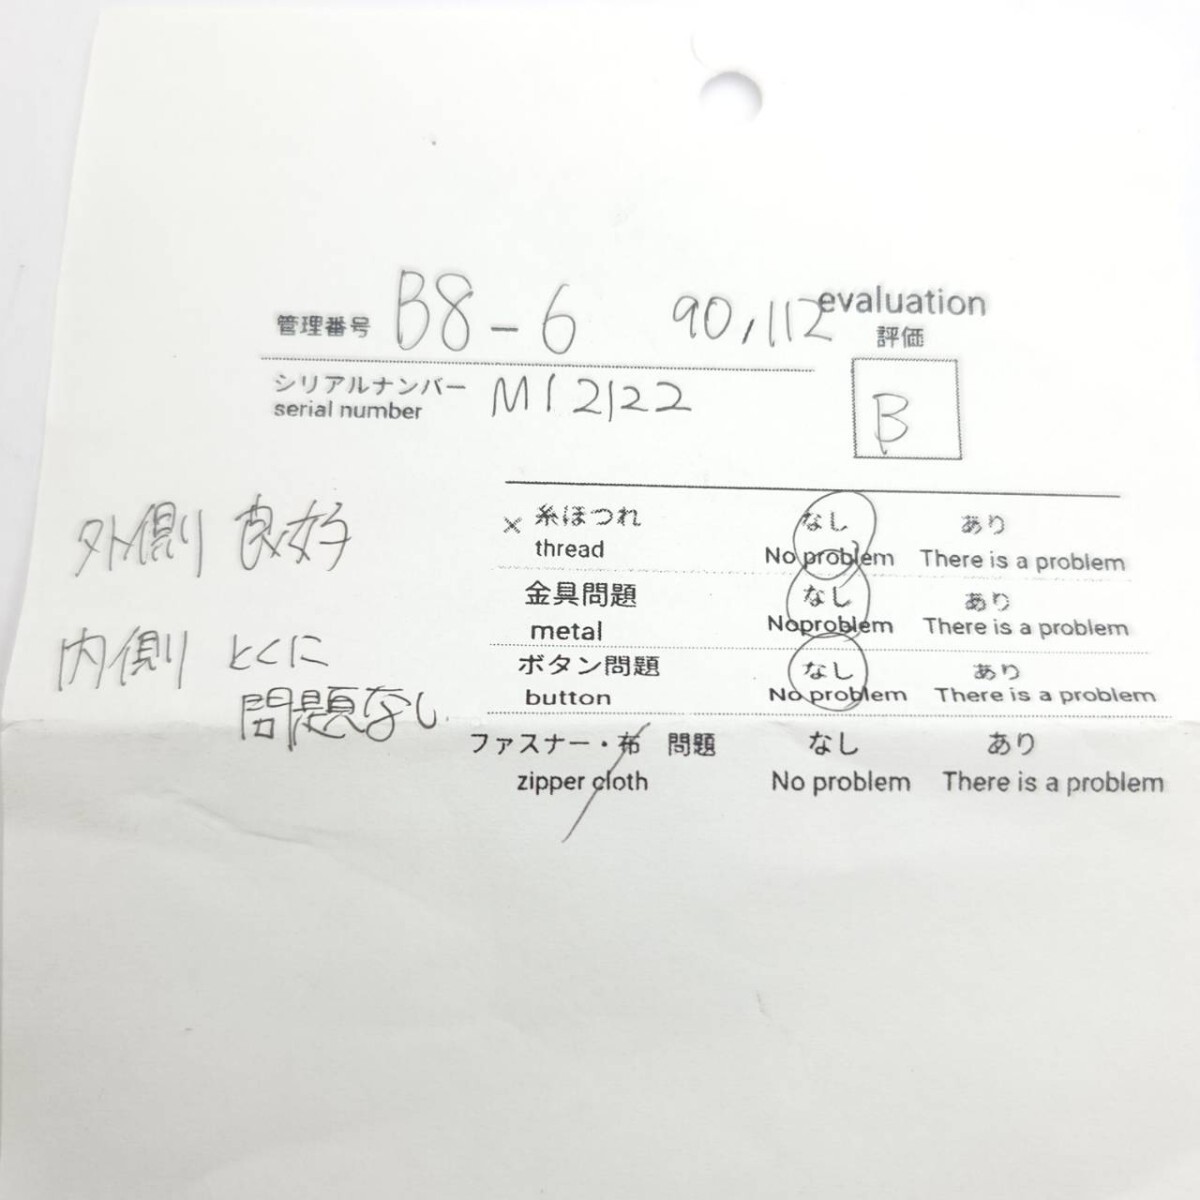 管理番号 B8-6 90,112
evaluation
評価
シリアルナンバー
serial number M12122
B
外側 良好
内側 とくに
問題なし
× 糸ほつれ なし あり
thread No problem There is a problem
金具問題 なし あり
metal Noproblem There is a problem
ボタン問題 なし あり
button No problem There is a problem
ファスナー・布 問題 なし あり
zipper cloth No problem There is a problem